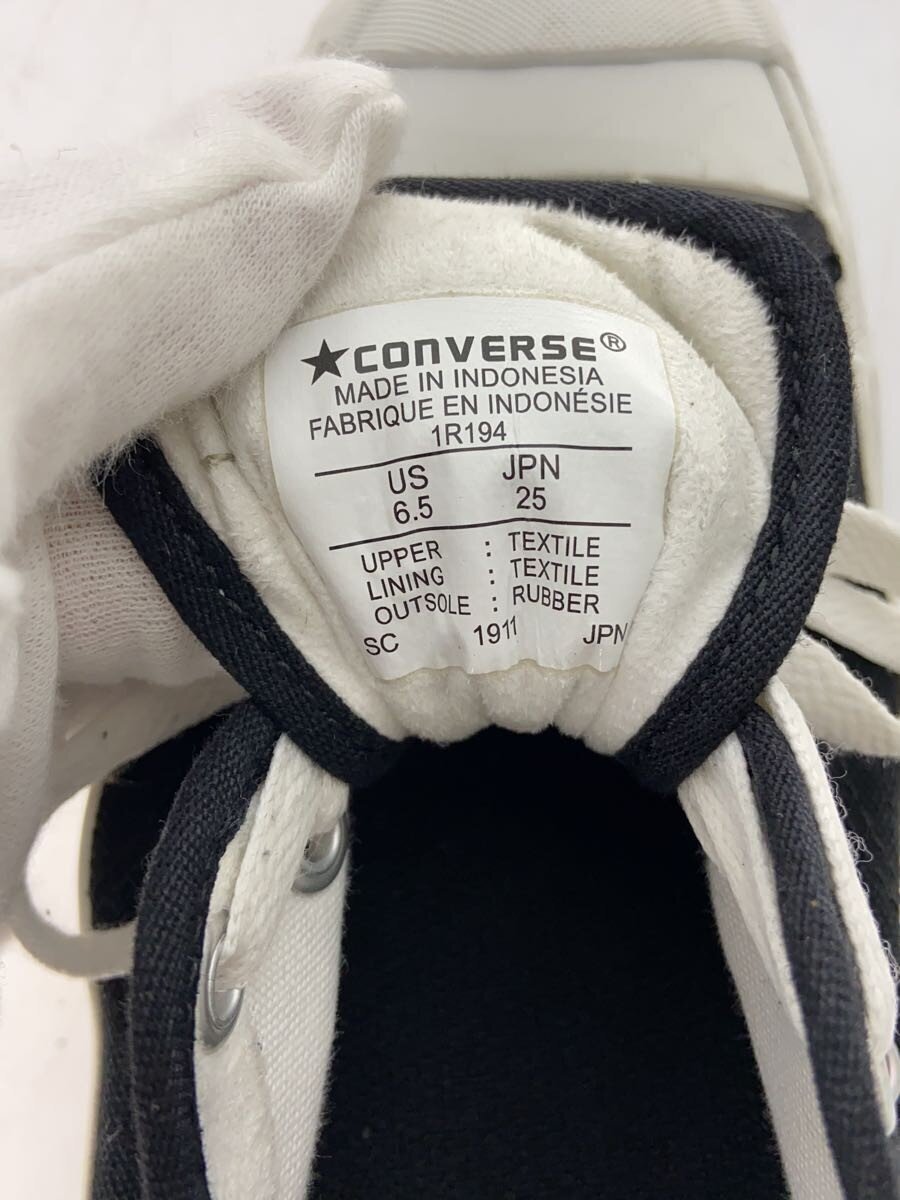 ★CONVERSE®
MADE IN INDONESIA
FABRIQUE EN INDONÉSIE
1R194
US JPN
6.5 25
UPPER : TEXTILE
LINING : TEXTILE
OUTSOLE : RUBBER
SC 1911 JPN